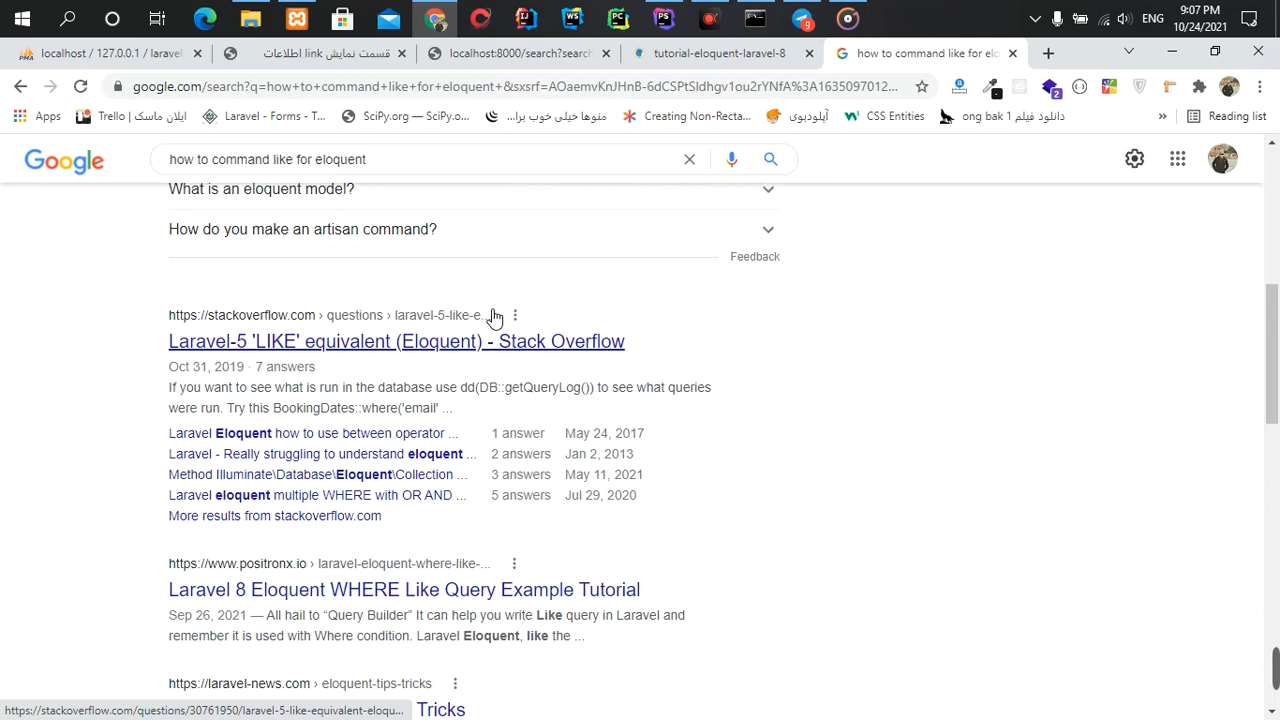 ENG
9:07 PM
10/24/2021
localhost / 127.0.0.1 / laravel
قسمت نمایش link اطلاعات
localhost:8000/search?search
tutorial-eloquent-laravel-8
how to command like for elo
google.com/search?q=how+to+command+like+for+eloquent+&sxsrf=AOaemvKnJHnB-6dCSPtSIdhgv1ou2rYNfA%3A1635097012...
Apps
ایلان ماسک | Trello
Laravel - Forms - T...
SciPy.org — SciPy.o...
منوها خیلی خوب برا...
Creating Non-Recta...
آپلودبوی
CSS Entities
دانلود فیلم ong bak 1
Reading list
Google
how to command like for eloquent
What is an eloquent model?
How do you make an artisan command?
Feedback
https://stackoverflow.com › questions › laravel-5-like-e...
Laravel-5 'LIKE' equivalent (Eloquent) - Stack Overflow
Oct 31, 2019 · 7 answers
If you want to see what is run in the database use dd(DB::getQueryLog()) to see what queries
were run. Try this BookingDates::where('email' ...
Laravel Eloquent how to use between operator ... 1 answer May 24, 2017
Laravel - Really struggling to understand eloquent ... 2 answers Jan 2, 2013
Method Illuminate\Database\Eloquent\Collection ... 3 answers May 11, 2021
Laravel eloquent multiple WHERE with OR AND ... 5 answers Jul 29, 2020
More results from stackoverflow.com
https://www.positronx.io › laravel-eloquent-where-like-...
Laravel 8 Eloquent WHERE Like Query Example Tutorial
Sep 26, 2021 — All hail to “Query Builder” It can help you write Like query in Laravel and
remember it is used with Where condition. Laravel Eloquent, like the ...
https://laravel-news.com › eloquent-tips-tricks
Tricks
https://stackoverflow.com/questions/30761950/laravel-5-like-equivalent-eloqu...